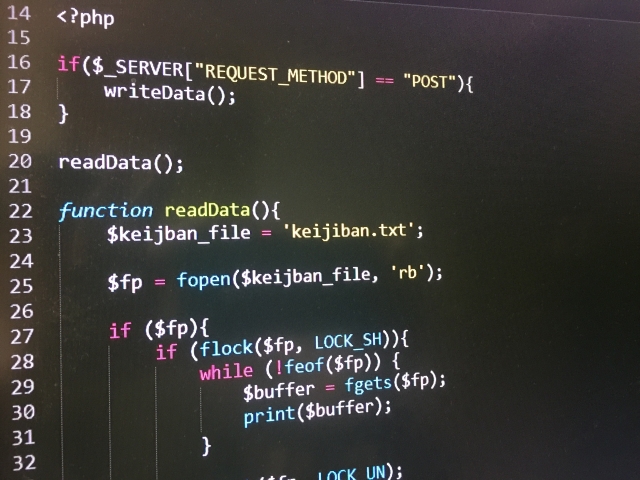 14 <?php
15
16 if($_SERVER["REQUEST_METHOD"] == "POST"){
17 writeData();
18 }
19
20 readData();
21
22 function readData(){
23 $keijban_file = 'keijiban.txt';
24
25 $fp = fopen($keijban_file, 'rb');
26
27 if ($fp){
28 if (flock($fp, LOCK_SH)){
29 while (!feof($fp)) {
30 $buffer = fgets($fp);
31 print($buffer);
32 }
LOCK_UN);